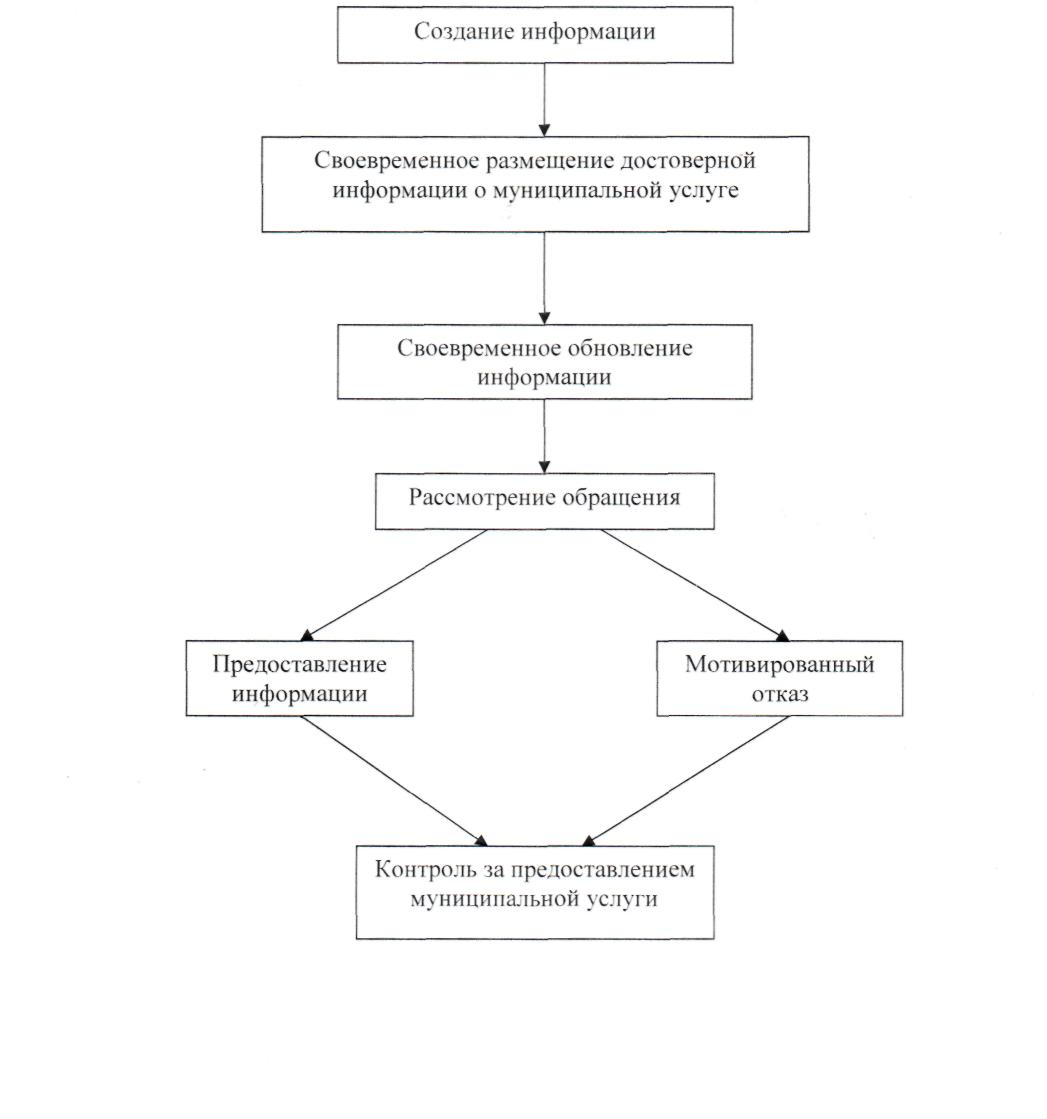 Создание информации
Своевременное размещение достоверной
информации о муниципальной услуге
Своевременное обновление
информации
Рассмотрение обращения
Предоставление
информации
Мотивированный
отказ
Контроль за предоставлением
муниципальной услуги